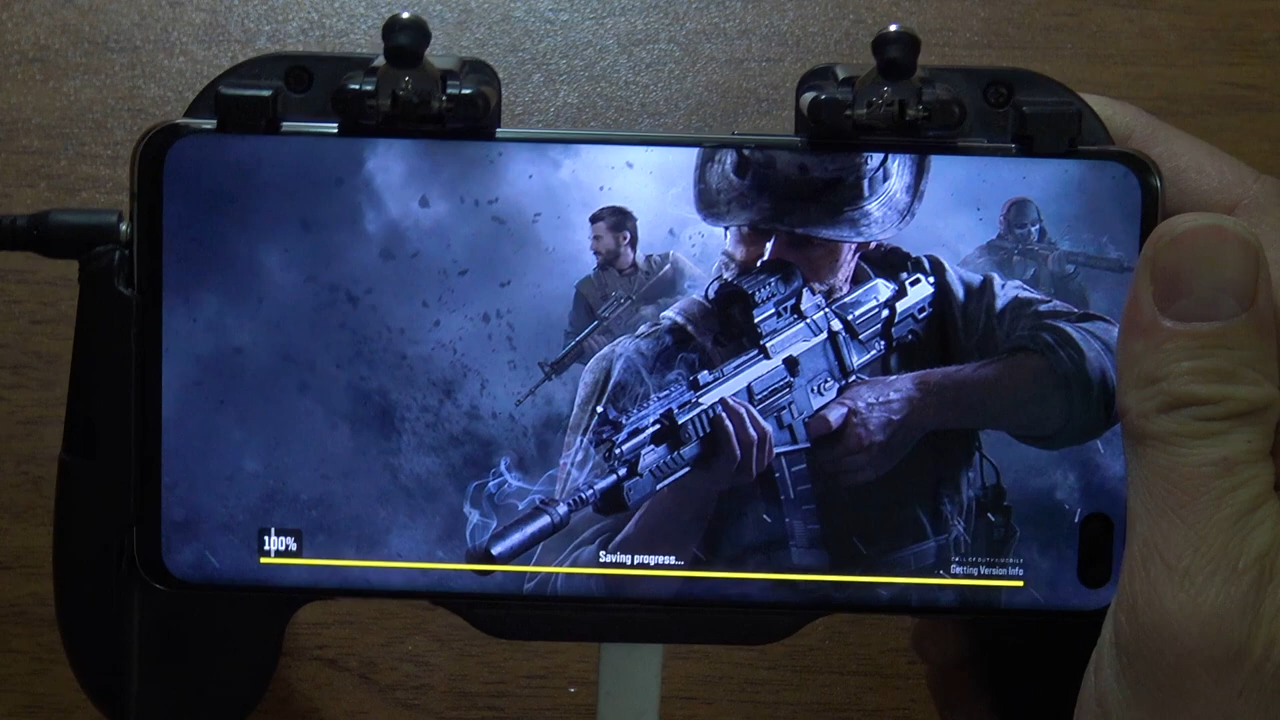 100%
Saving progress...
CALL OF DUTY MOBILE
Getting Version Info